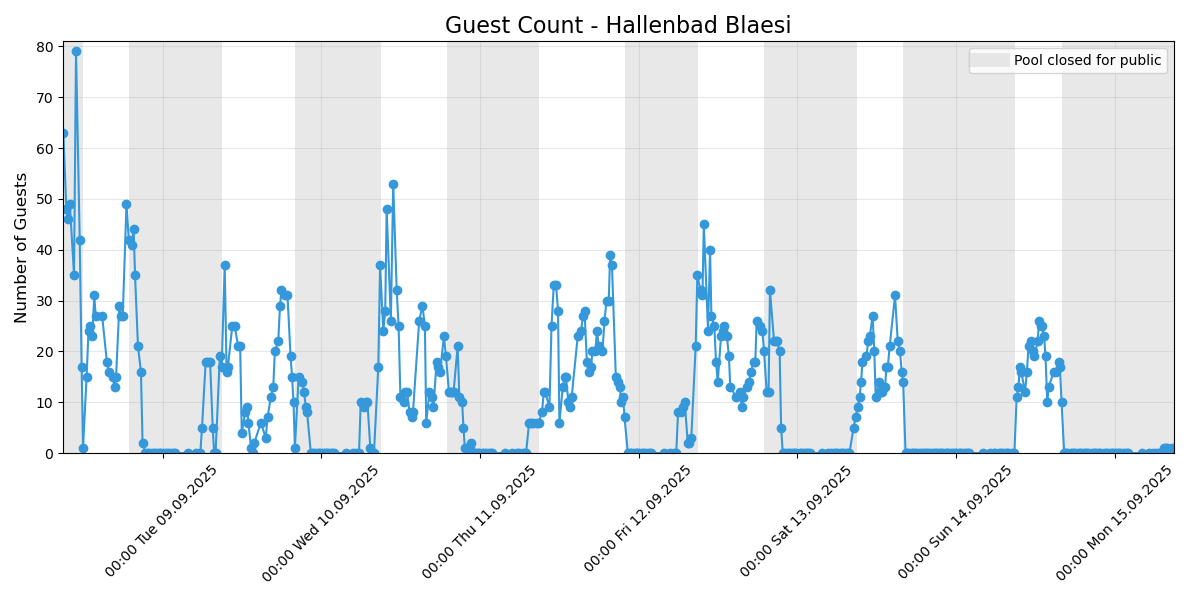 Guest Count - Hallenbad Blaesi
Pool closed for public
Number of Guests
80
70
60
50
40
30
20
10
0
00:00 Tue 09.09.2025
00:00 Wed 10.09.2025
00:00 Thu 11.09.2025
00:00 Fri 12.09.2025
00:00 Sat 13.09.2025
00:00 Sun 14.09.2025
00:00 Mon 15.09.2025